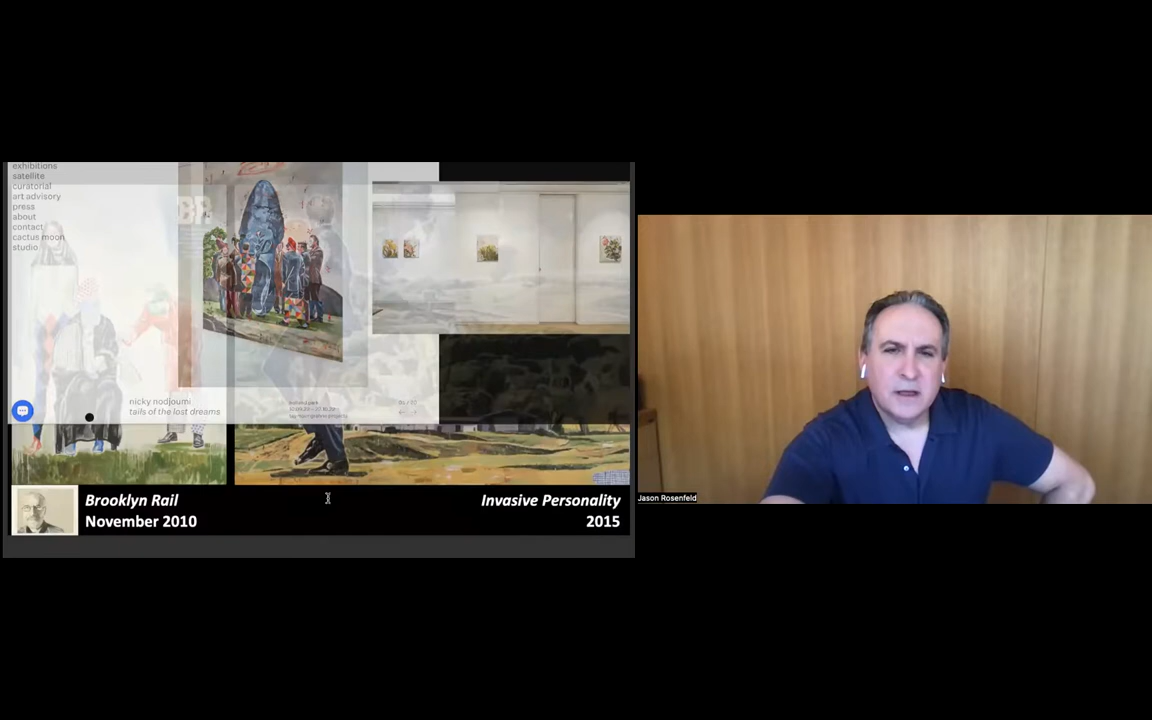 exhibitions
satellite
curatorial
art advisory
press
about
contact
cactus moon
studio
nicky nodjoumi
tails of the lost dreams
Brooklyn Rail
November 2010
Invasive Personality
2015
Jason Rosenfeld